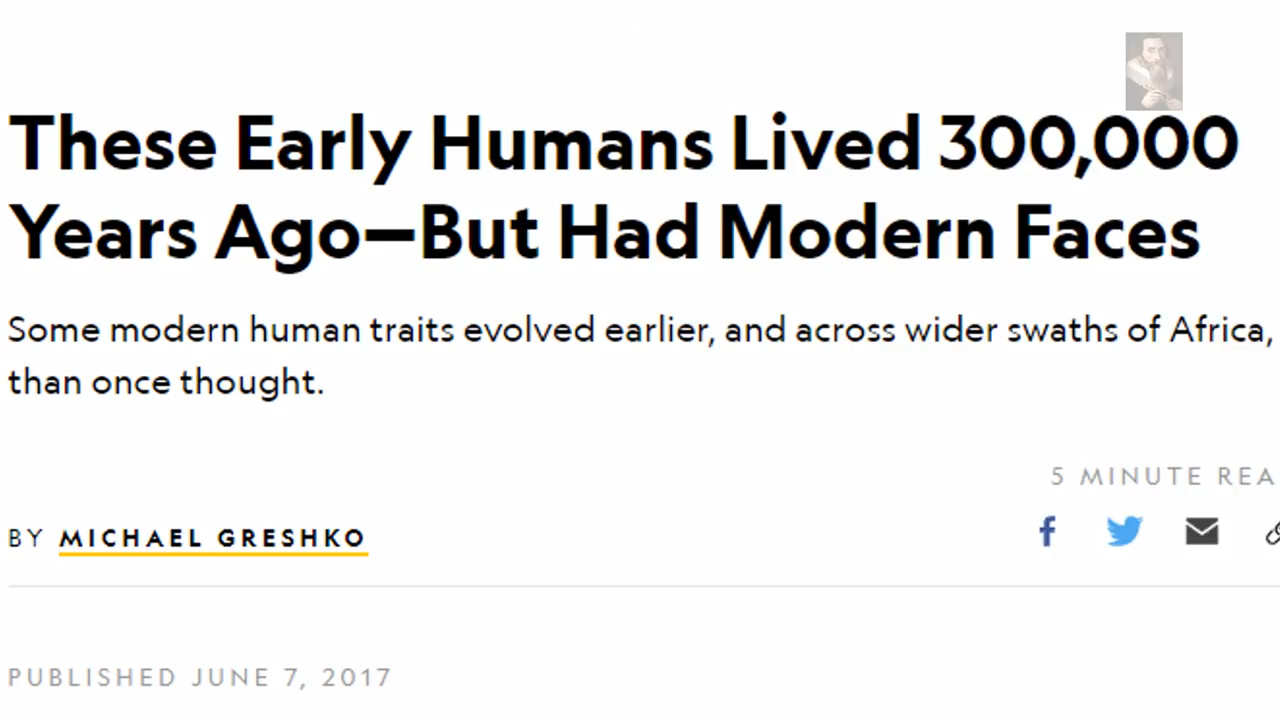 These Early Humans Lived 300,000
Years Ago—But Had Modern Faces
Some modern human traits evolved earlier, and across wider swaths of Africa,
than once thought.
5 MINUTE REA
BY MICHAEL GRESHKO
PUBLISHED JUNE 7, 2017